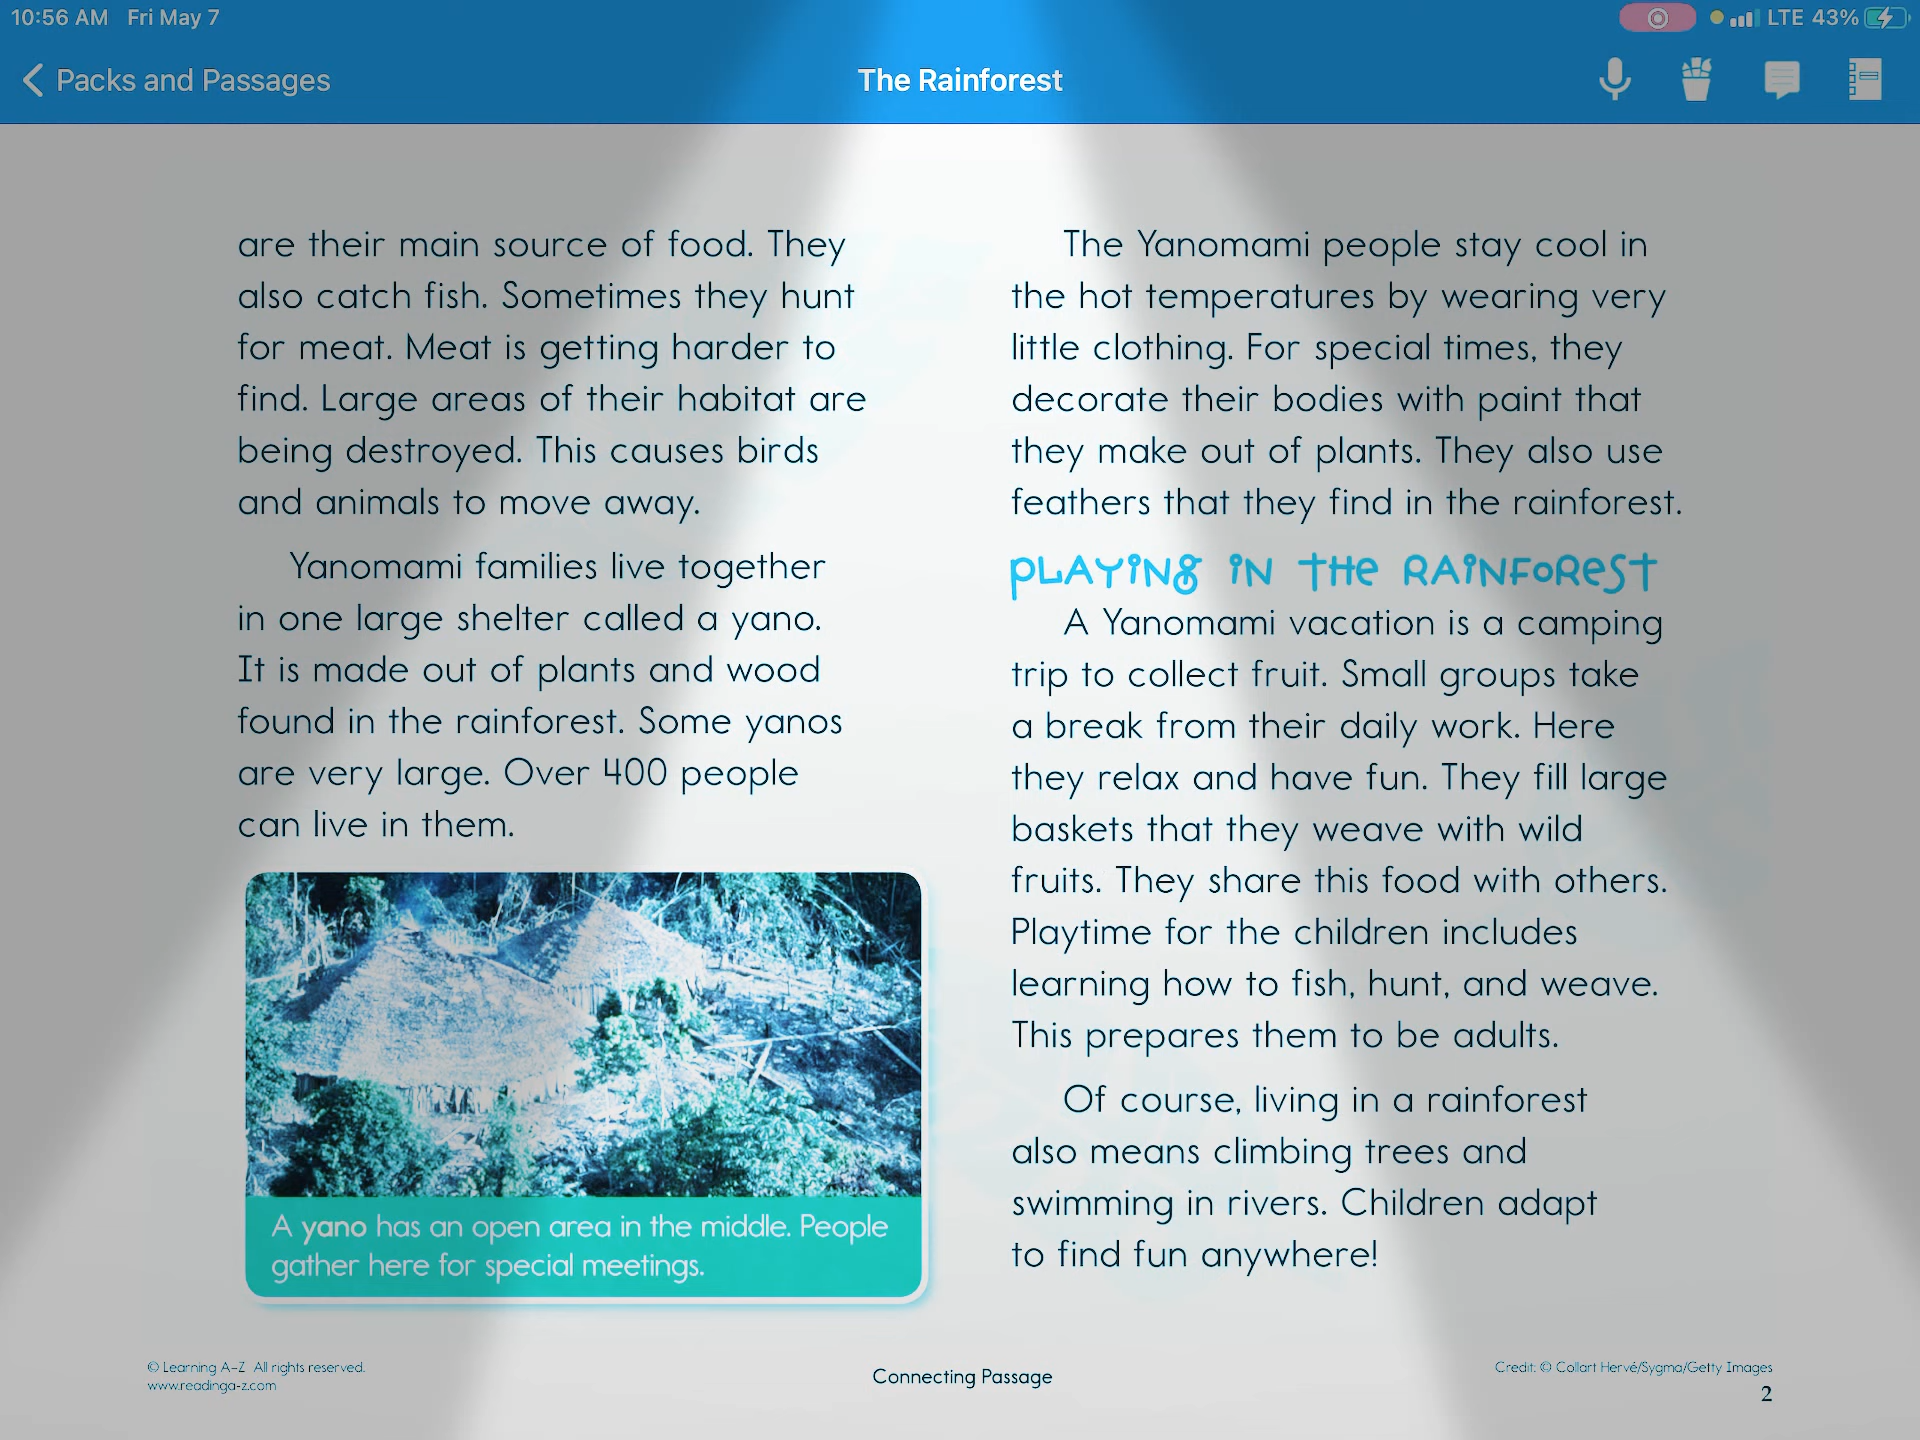 10:56 AM Fri May 7
LTE 43%
Packs and Passages
The Rainforest
are their main source of food. They
also catch fish. Sometimes they hunt
for meat. Meat is getting harder to
find. Large areas of their habitat are
being destroyed. This causes birds
and animals to move away.
Yanomami families live together
in one large shelter called a yano.
It is made out of plants and wood
found in the rainforest. Some yanos
are very large. Over 400 people
can live in them.
A yano has an open area in the middle. People
gather here for special meetings.
The Yanomami people stay cool in
the hot temperatures by wearing very
little clothing. For special times, they
decorate their bodies with paint that
they make out of plants. They also use
feathers that they find in the rainforest.
PLAYING IN THE RAINFOREST
A Yanomami vacation is a camping
trip to collect fruit. Small groups take
a break from their daily work. Here
they relax and have fun. They fill large
baskets that they weave with wild
fruits. They share this food with others.
Playtime for the children includes
learning how to fish, hunt, and weave.
This prepares them to be adults.
Of course, living in a rainforest
also means climbing trees and
swimming in rivers. Children adapt
to find fun anywhere!
© Learning A–Z All rights reserved.
www.readinga-z.com
Connecting Passage
Credit: © Collart Hervé/Sygma/Getty Images
2